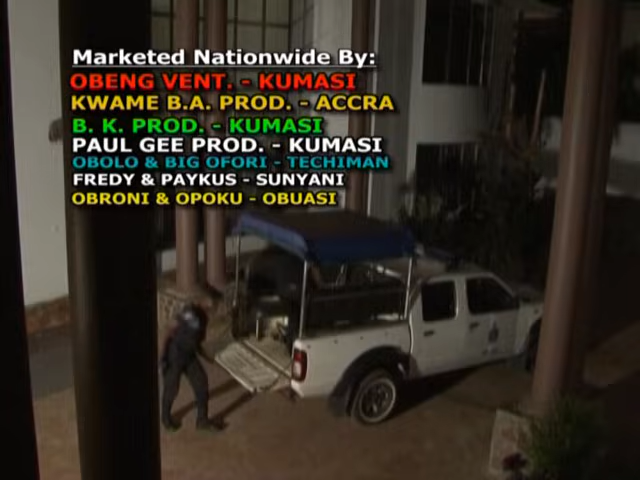 Marketed Nationwide By:
OBENG VENT. - KUMASI
KWAME B.A. PROD. - ACCRA
B. K. PROD. - KUMASI
PAUL GEE PROD. - KUMASI
OBOLO & BIG OFORI - TECHIMAN
FREDY & PAYKUS - SUNYANI
OBRONI & OPOKU - OBUASI